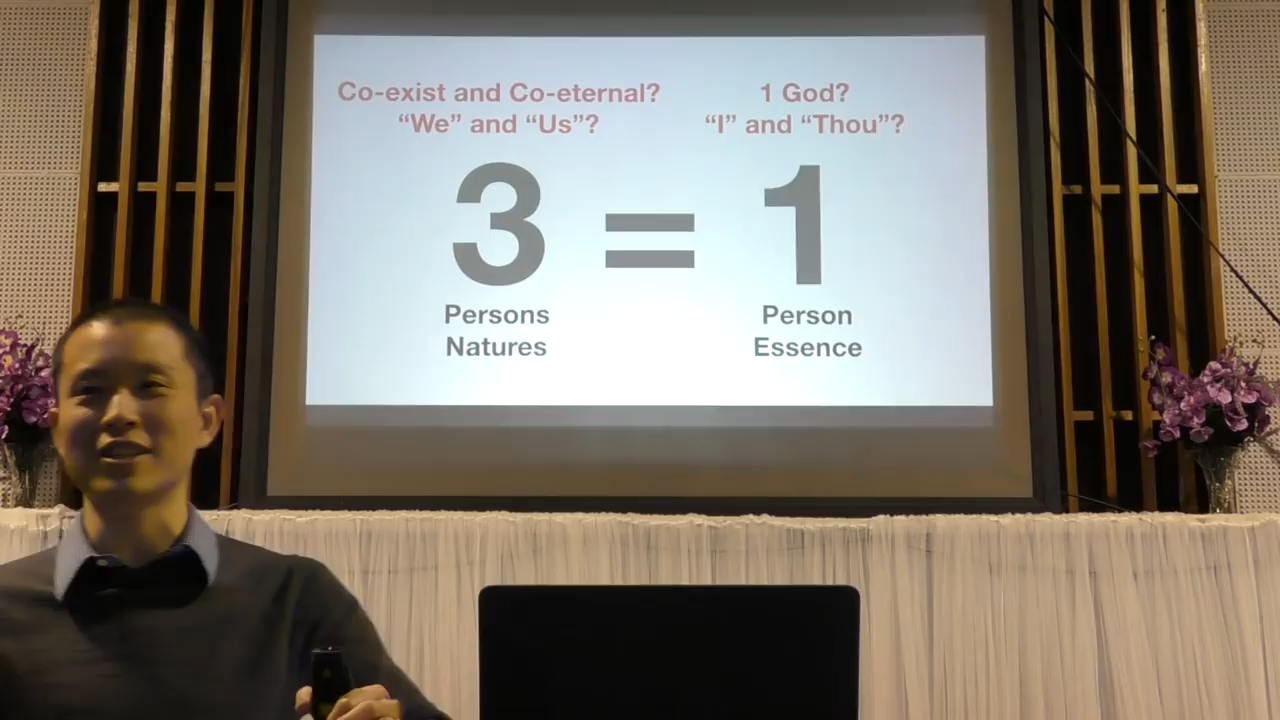 Co-exist and Co-eternal?
“We” and “Us”?
1 God?
“I” and “Thou”?
3 = 1
Persons
Natures
Person
Essence